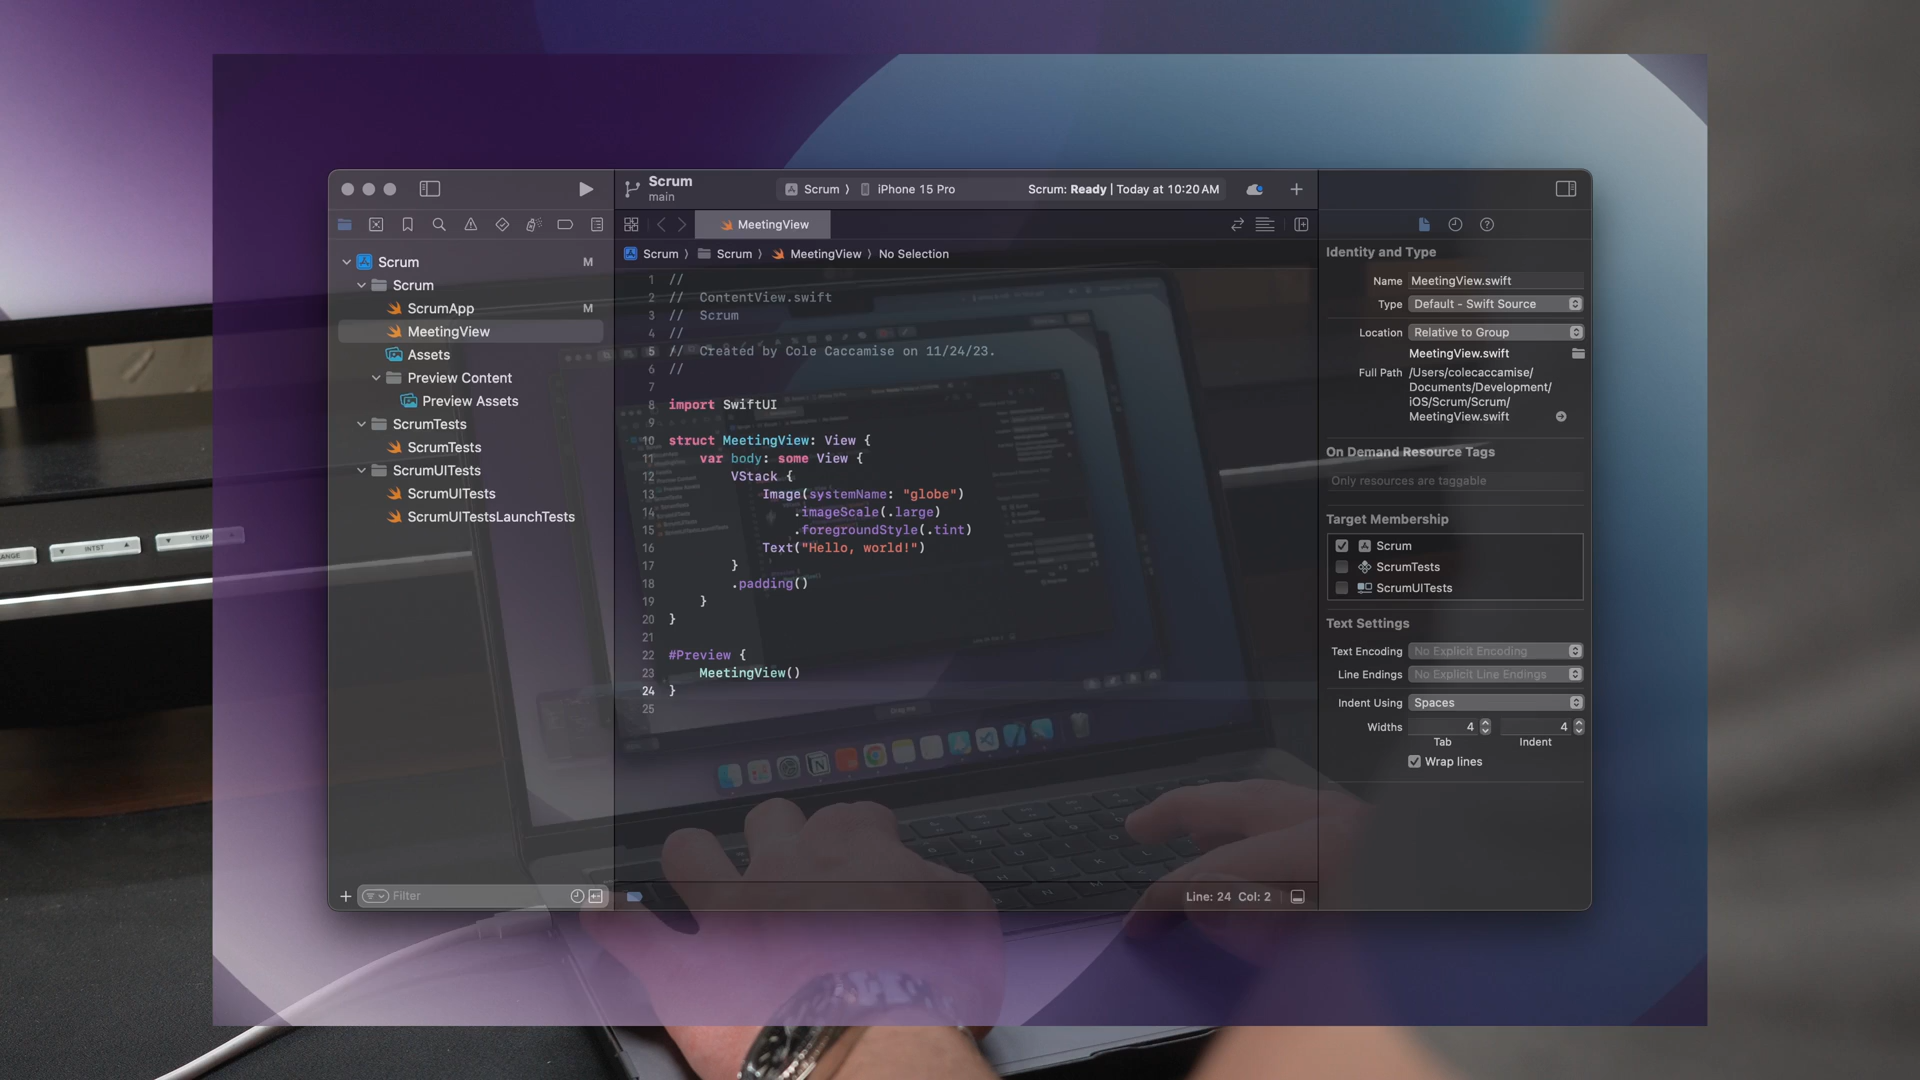 Scrum
main
Scrum 〉 iPhone 15 Pro
Scrum: Ready | Today at 10:20 AM
MeetingView
Scrum 〉 Scrum 〉 MeetingView 〉 No Selection
Scrum M
Scrum
ScrumApp M
MeetingView
Assets
Preview Content
Preview Assets
ScrumTests
ScrumTests
ScrumUITests
ScrumUITests
ScrumUITestsLaunchTests
Filter
1 //
2 // ContentView.swift
3 // Scrum
4 //
5 // Created by Cole Caccamise on 11/24/23.
6 //
7
8 import SwiftUI
9
10 struct MeetingView: View {
11 var body: some View {
12 VStack {
13 Image(systemName: "globe")
14 .imageScale(.large)
15 .foregroundStyle(.tint)
16 Text("Hello, world!")
17 }
18 .padding()
19 }
20 }
21
22 #Preview {
23 MeetingView()
24 }
25
Line: 24 Col: 2
Identity and Type
Name MeetingView.swift
Type Default - Swift Source
Location Relative to Group
MeetingView.swift
Full Path /Users/colecaccamise/
Documents/Development/
iOS/Scrum/Scrum/
MeetingView.swift
On Demand Resource Tags
Only resources are taggable
Target Membership
Scrum
ScrumTests
ScrumUITests
Text Settings
Text Encoding No Explicit Encoding
Line Endings No Explicit Line Endings
Indent Using Spaces
Widths 4 4
Tab Indent
Wrap lines
INTST
TEMP